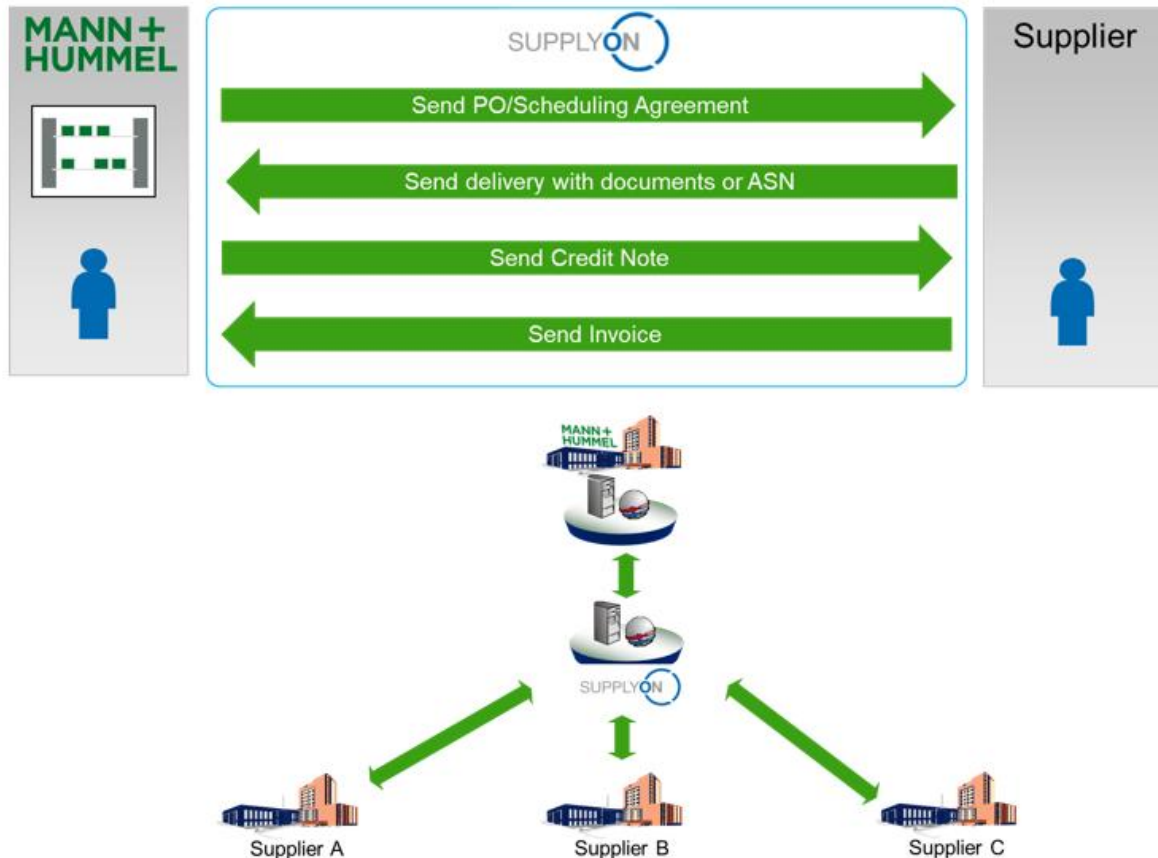 MANN+
HUMMEL
SUPPLYON
Supplier
Send PO/Scheduling Agreement
Send delivery with documents or ASN
Send Credit Note
Send Invoice
MANN+
HUMMEL
SUPPLYON
Supplier A
Supplier B
Supplier C